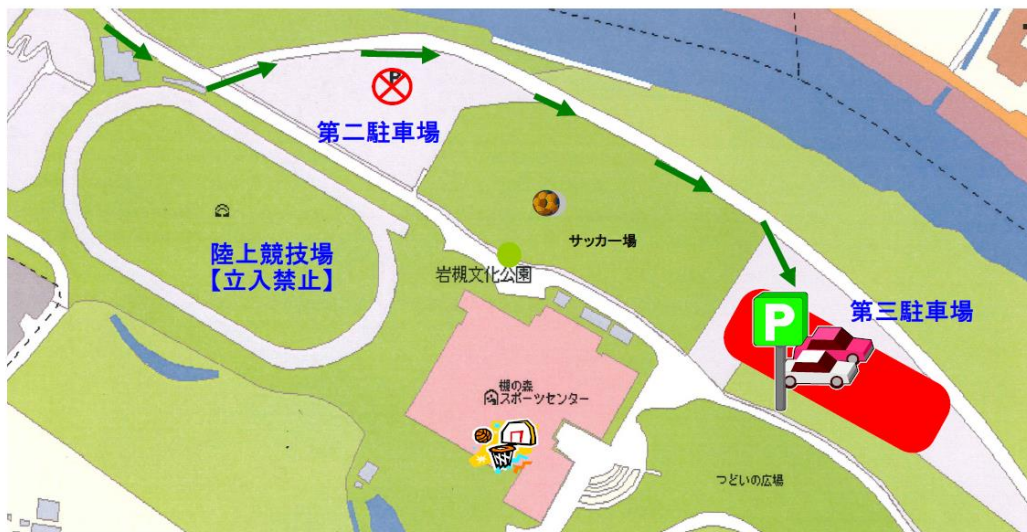 P
第二駐車場
サッカー場
陸上競技場
【立入禁止】
岩槻文化公園
P
第三駐車場
槻の森
スポーツセンター
つどいの広場